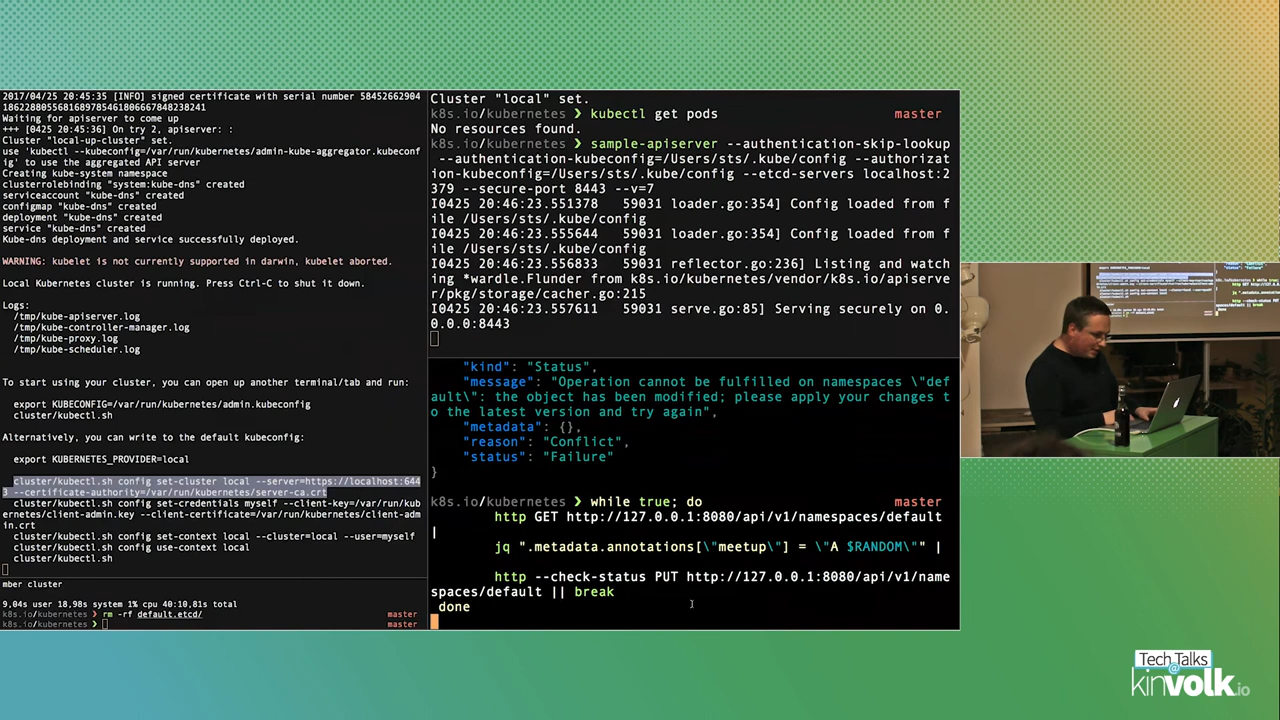 2017/04/25 20:45:35 [INFO] signed certificate with serial number 58452662904
186228805568168978546180666784823824​1
Waiting for apiserver to come up
+++ [0425 20:45:36] On try 2, apiserver: :
Cluster "local-up-cluster" set.
use 'kubectl --kubeconfig=/var/run/kubernetes/admin-kube-aggregator.kubeconf
ig' to use the aggregated API server
Creating kube-system namespace
clusterrolebinding "system:kube-dns" created
serviceaccount "kube-dns" created
configmap "kube-dns" created
deployment "kube-dns" created
service "kube-dns" created
Kube-dns deployment and service successfully deployed.
WARNING: kubelet is not currently supported in darwin, kubelet aborted.
Local Kubernetes cluster is running. Press Ctrl-C to shut it down.
Logs:
/tmp/kube-apiserver.log
/tmp/kube-controller-manager.log
/tmp/kube-proxy.log
/tmp/kube-scheduler.log
To start using your cluster, you can open up another terminal/tab and run:
export KUBECONFIG=/var/run/kubernetes/admin.kubeconfig
cluster/kubectl.sh
Alternatively, you can write to the default kubeconfig:
export KUBERNETES_PROVIDER=local
cluster/kubectl.sh config set-cluster local --server=https://localhost:644
3 --certificate-authority=/var/run/kubernetes/server-ca.crt
cluster/kubectl.sh config set-credentials myself --client-key=/var/run/kub
ernetes/client-admin.key --client-certificate=/var/run/kubernetes/client-adm
in.crt
cluster/kubectl.sh config set-context local --cluster=local --user=myself
cluster/kubectl.sh config use-context local
cluster/kubectl.sh
mber cluster
9,04s user 18,98s system 1% cpu 40:10,81s total
k8s.io/kubernetes ❯ rm -rf default.etcd/ master
k8s.io/kubernetes ❯ master
Cluster "local" set.
k8s.io/kubernetes ❯ kubectl get pods master
No resources found.
k8s.io/kubernetes ❯ sample-apiserver --authentication-skip-lookup
--authentication-kubeconfig=/Users/sts/.kube/config --authorizat
ion-kubeconfig=/Users/sts/.kube/config --etcd-servers localhost:2
379 --secure-port 8443 --v=7
I0425 20:46:23.551378 59031 loader.go:354] Config loaded from f
ile /Users/sts/.kube/config
I0425 20:46:23.555644 59031 loader.go:354] Config loaded from f
ile /Users/sts/.kube/config
I0425 20:46:23.556833 59031 reflector.go:236] Listing and watch
ing *wardle.Flunder from k8s.io/kubernetes/vendor/k8s.io/apiserve
r/pkg/storage/cacher.go:215
I0425 20:46:23.557611 59031 serve.go:85] Serving securely on 0.
0.0.0:8443
"kind": "Status",
"message": "Operation cannot be fulfilled on namespaces \"def
ault\": the object has been modified; please apply your changes t
o the latest version and try again",
"metadata": {},
"reason": "Conflict",
"status": "Failure"
}
k8s.io/kubernetes ❯ while true; do master
http GET http://127.0.0.1:8080/api/v1/namespaces/default
|
jq ".metadata.annotations[\"meetup\"] = \"A $RANDOM\"" |
http --check-status PUT http://127.0.0.1:8080/api/v1/name
spaces/default || break
done
Tech Talks
@
kinvolk.io